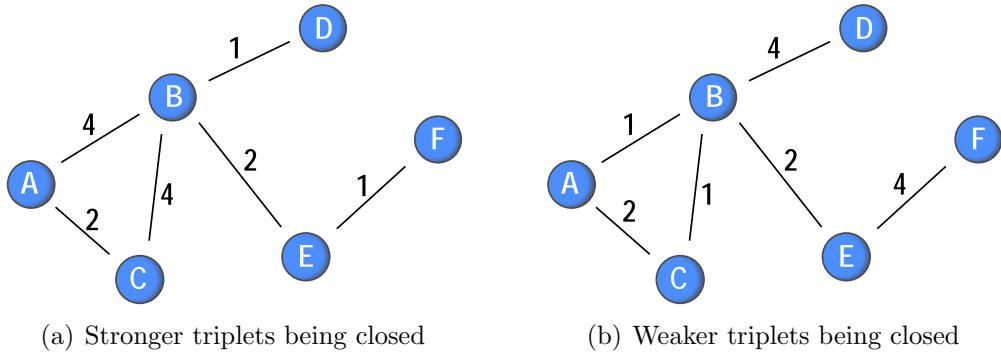 D
1
B
4
F
2
1
A
4
2
E
C
(a) Stronger triplets being closed
D
4
B
1
F
2
4
A
1
2
E
C
(b) Weaker triplets being closed